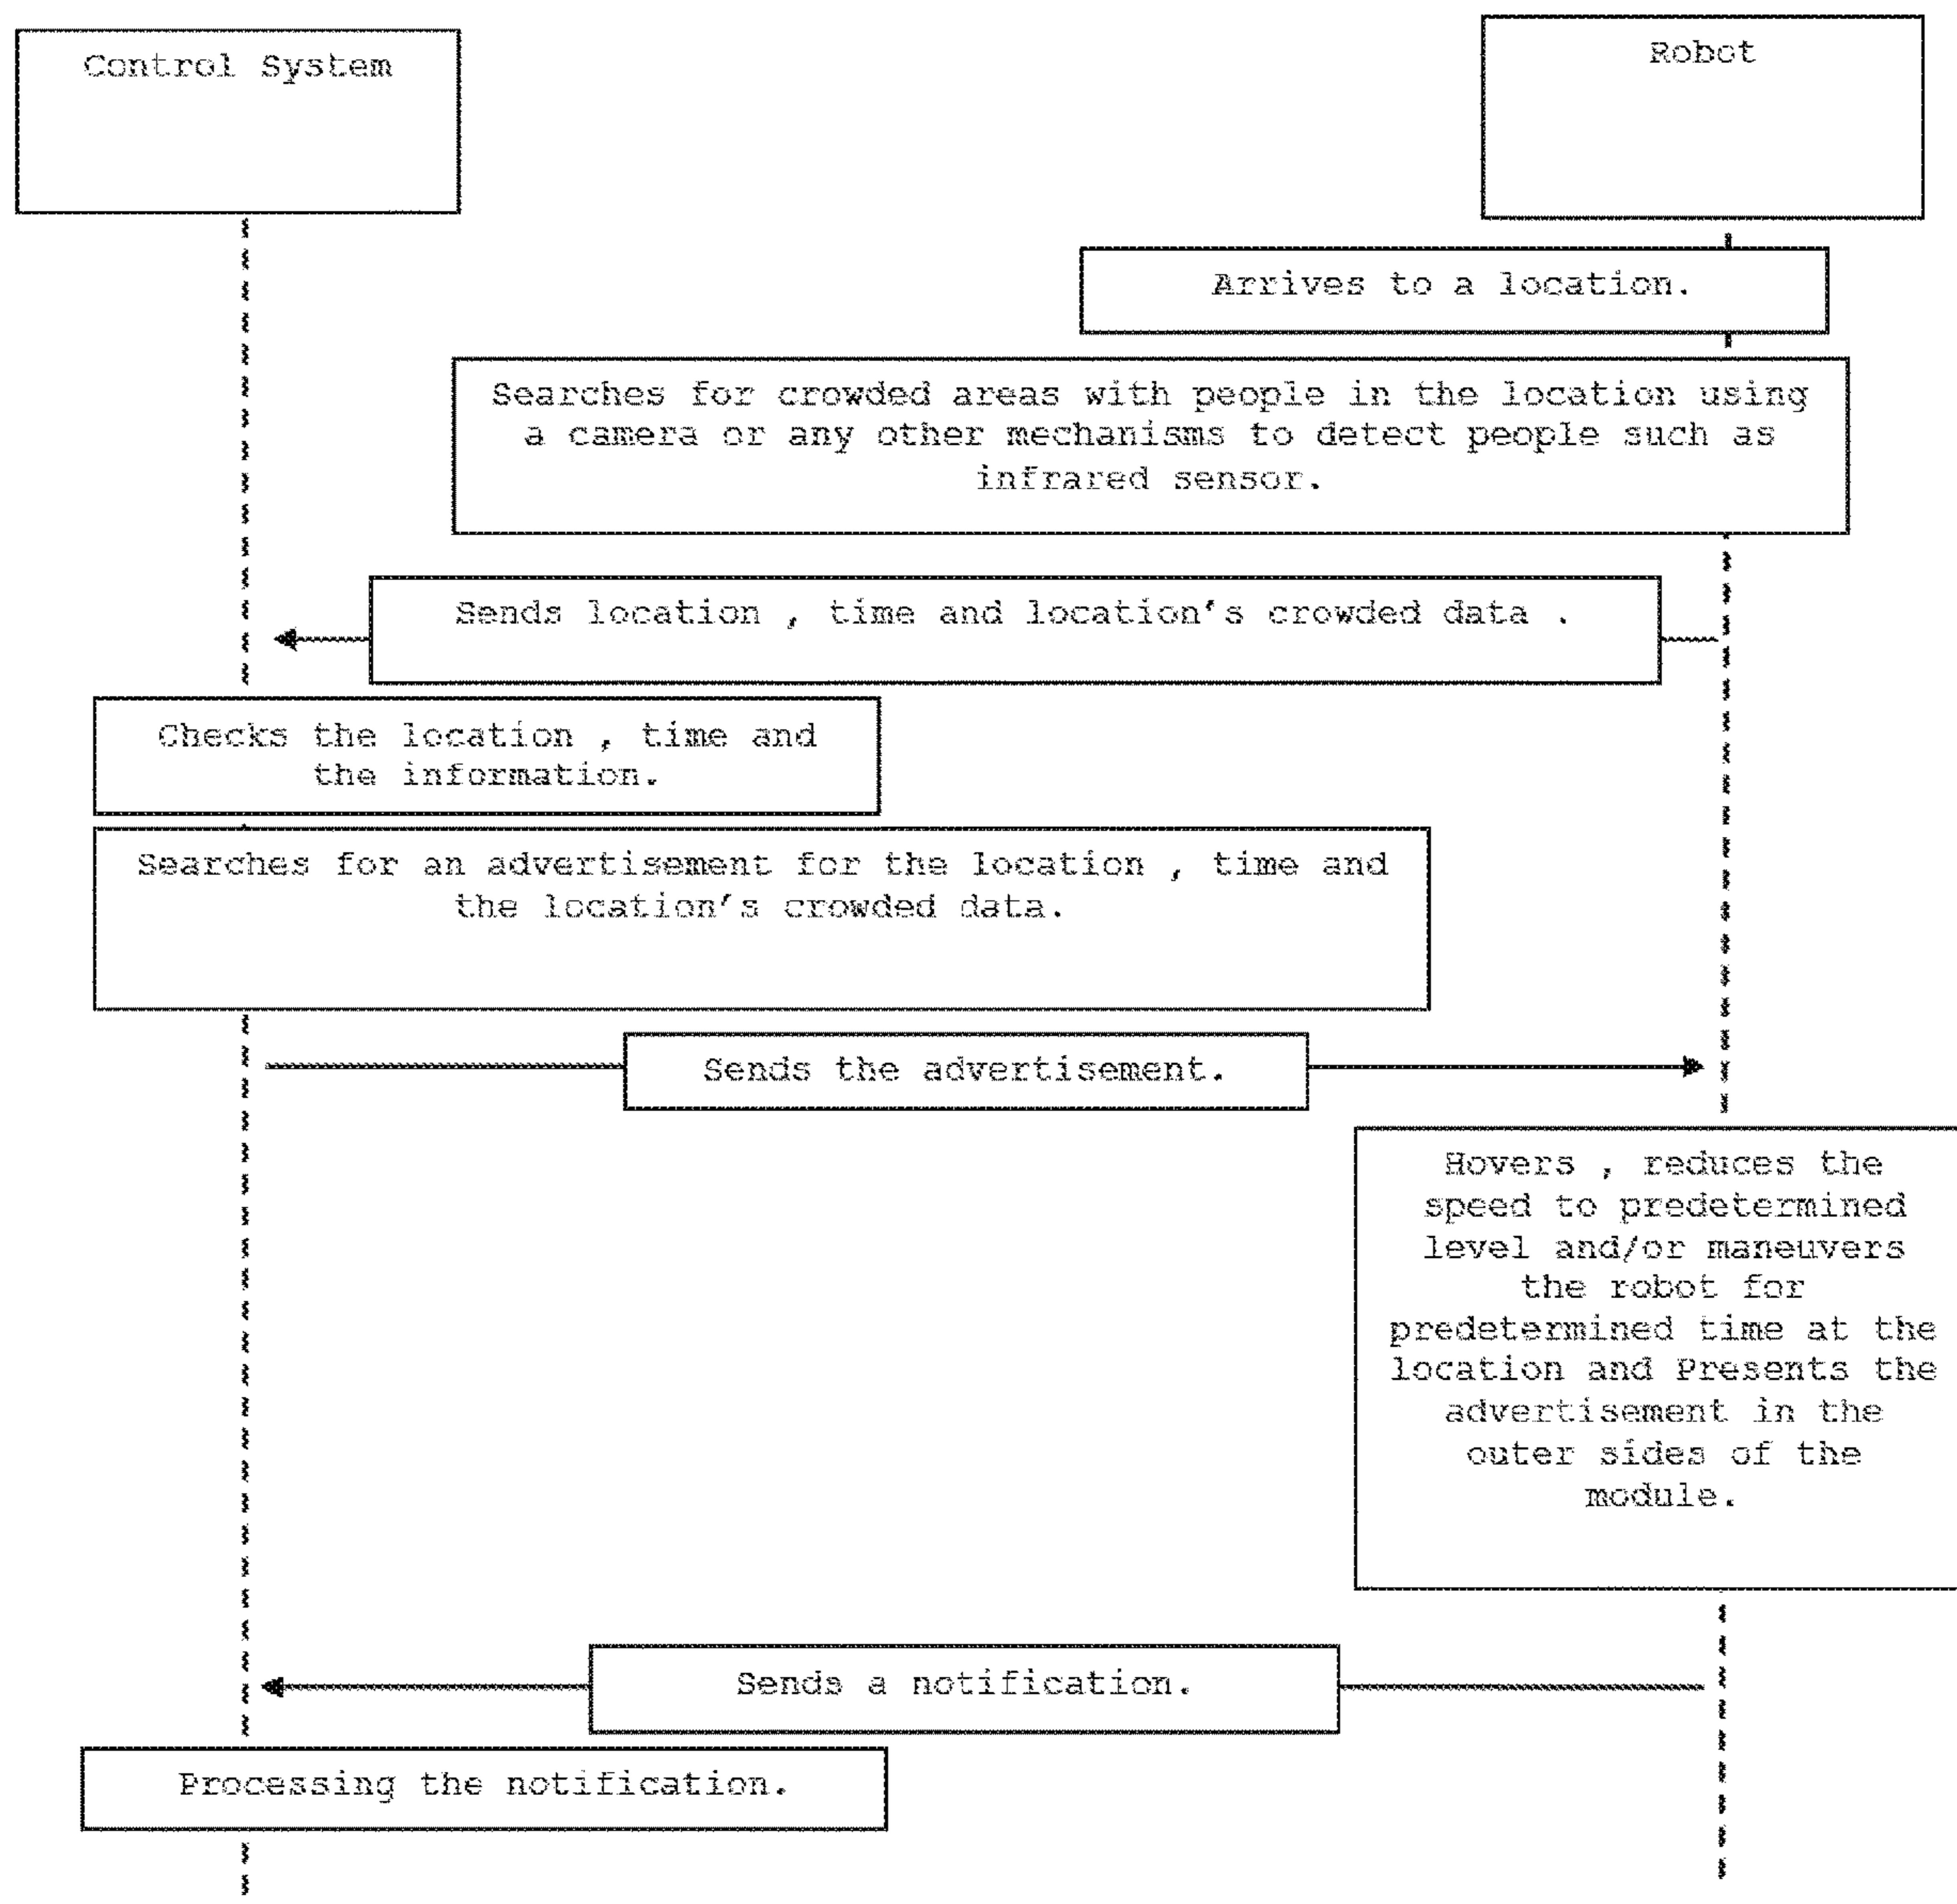 Control System
Robot
Arrives to a location.
Searches for crowded areas with people in the location using
a camera or any other mechanisms to detect people such as
infrared sensor.
Sends location , time and location's crowded data .
Checks the location , time and
the information.
Searches for an advertisement for the location , time and
the location's crowded data.
Sends the advertisement.
Hovers , reduces the
speed to predetermined
level and/or maneuvers
the robot for
predetermined time at the
location and Presents the
advertisement in the
outer sides of the
module.
Sends a notification.
Processing the notification.